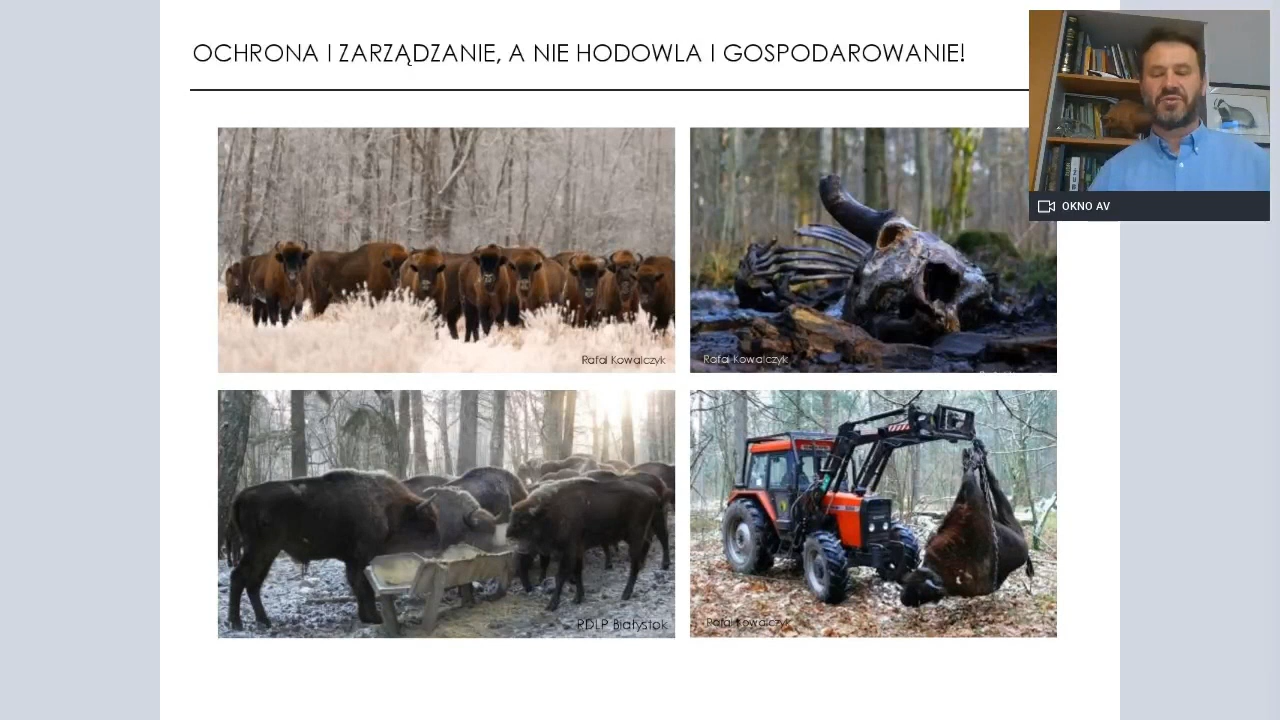 OCHRONA I ZARZĄDZANIE, A NIE HODOWLA I GOSPODAROWANIE!
OKNO AV
Rafał Kowalczyk
Rafał Kowalczyk
RDLP Białystok
Rafał Kowalczyk